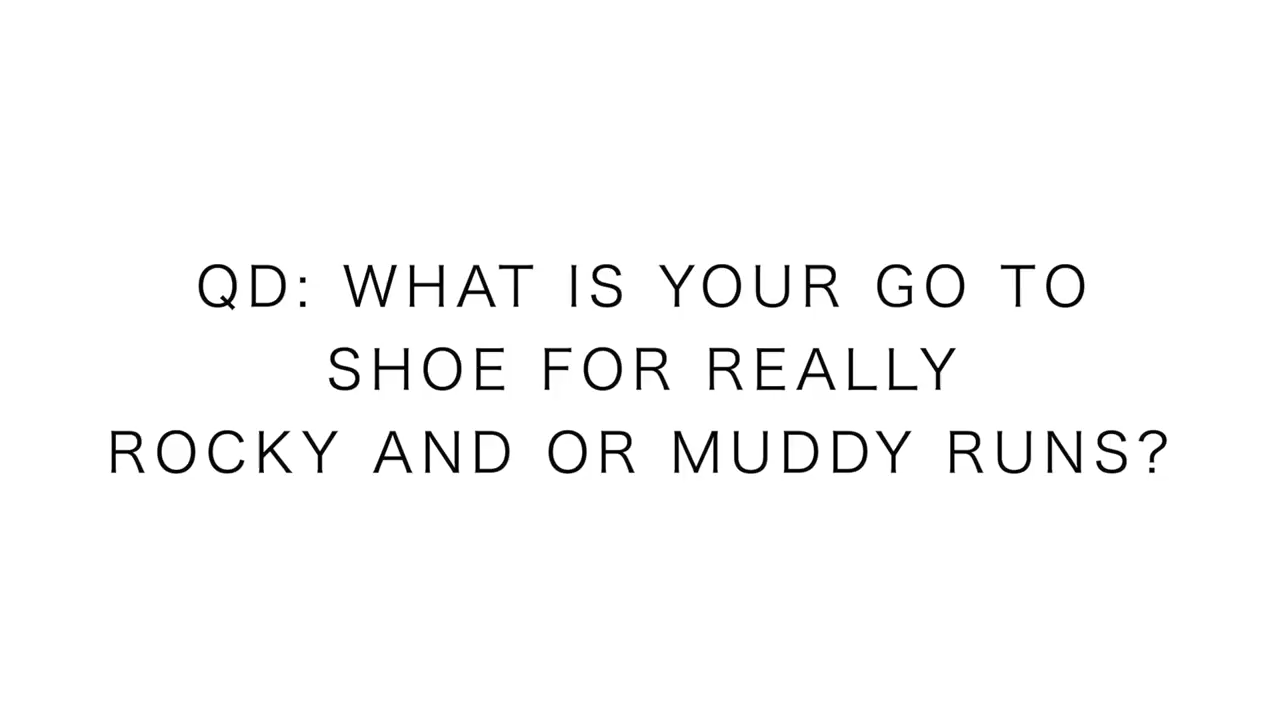 QD: WHAT IS YOUR GO TO
SHOE FOR REALLY
ROCKY AND OR MUDDY RUNS?